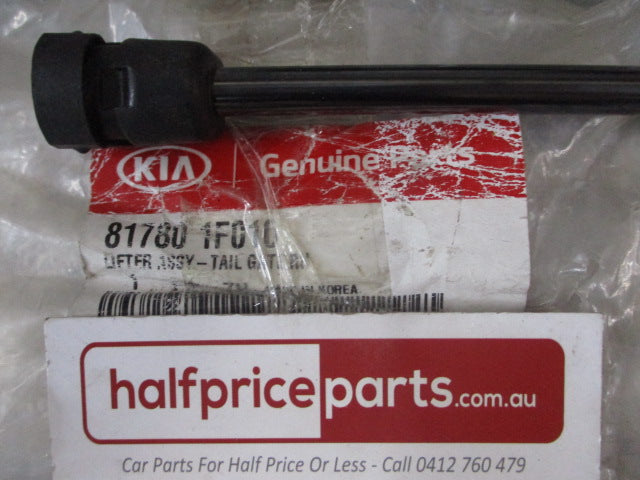 KIA Genuine Parts
81780 1F010
LIFTER ASSY-TAIL
1
KOREA
halfpriceparts.com.au
Car Parts For Half Price Or Less - Call 0412 760 479